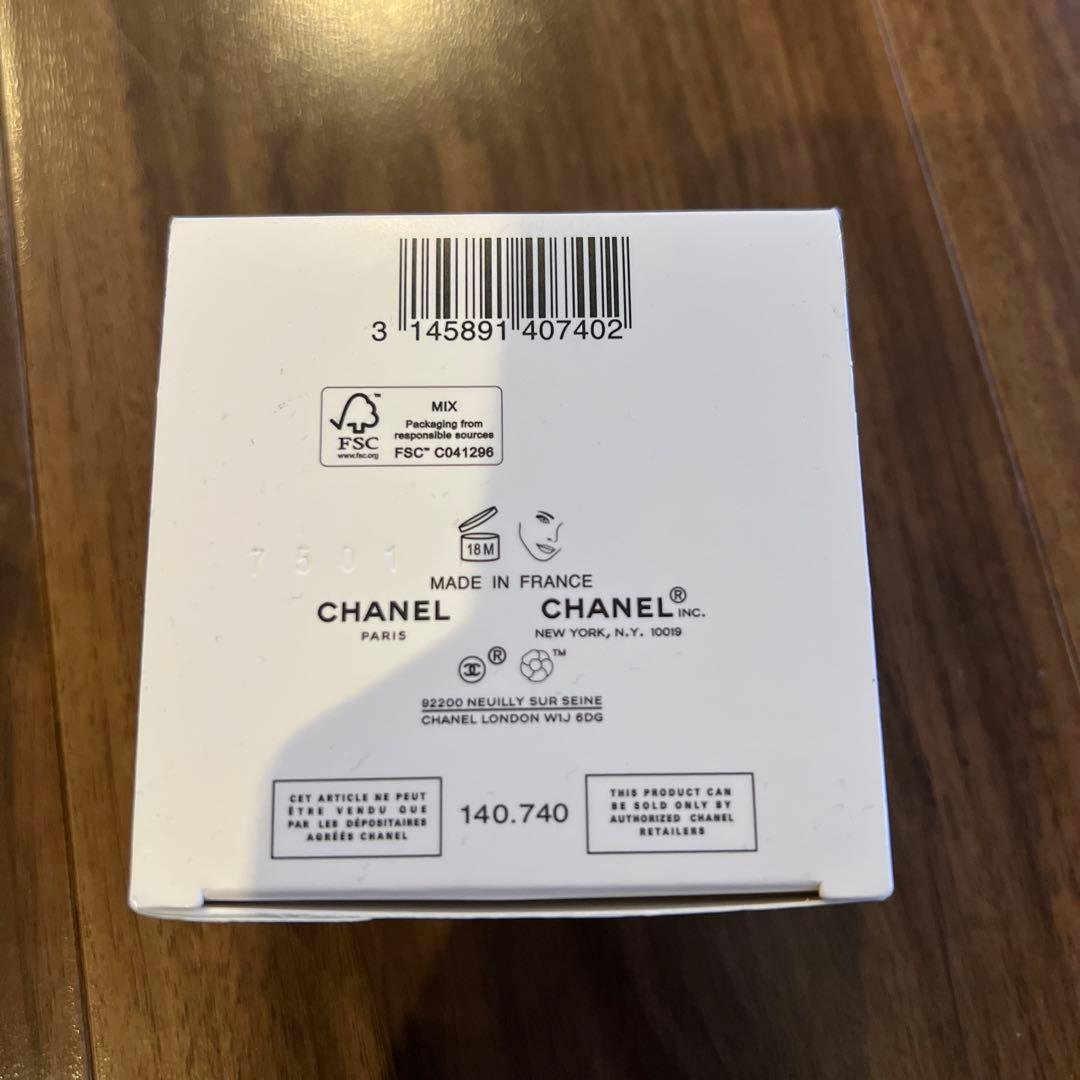 3 145891 407402
MIX
Packaging from
responsible sources
FSC™ C041296
FSC
www.fsc.org
7501
18M
MADE IN FRANCE
CHANEL
PARIS
CHANEL® INC.
NEW YORK, N.Y. 10019
® ™
92200 NEUILLY SUR SEINE
CHANEL LONDON W1J 6DG
CET ARTICLE NE PEUT
ÊTRE VENDU QUE
PAR LES DÉPOSITAIRES
AGRÉÉS CHANEL
140.740
THIS PRODUCT CAN
BE SOLD ONLY BY
AUTHORIZED CHANEL
RETAILERS